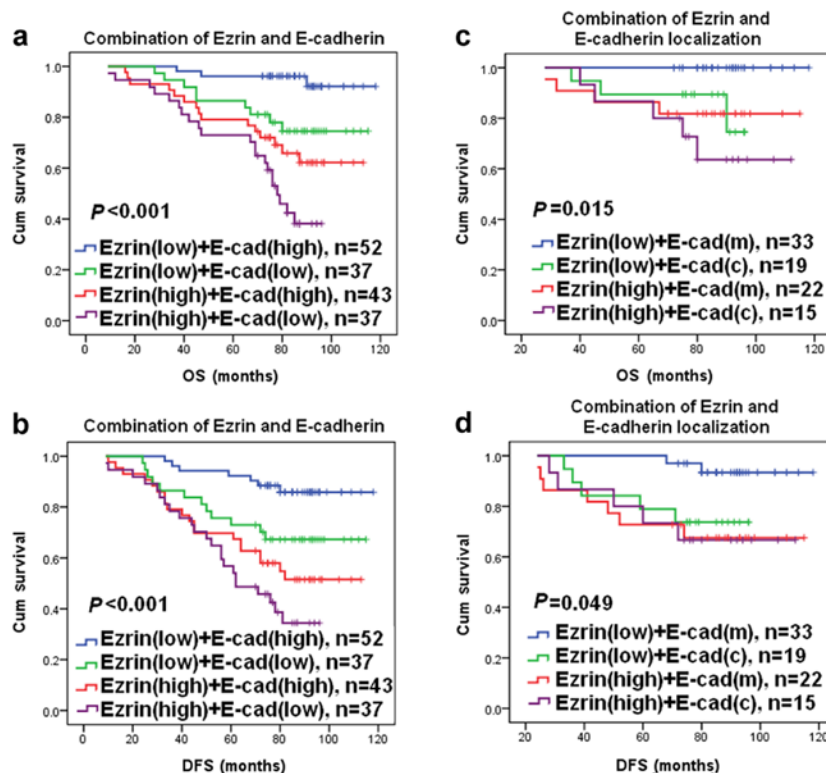 a
Combination of Ezrin and E-cadherin
Cum survival
1.0
0.8
0.6
0.4
0.2
0.0
P<0.001
Ezrin(low)+E-cad(high), n=52
Ezrin(low)+E-cad(low), n=37
Ezrin(high)+E-cad(high), n=43
Ezrin(high)+E-cad(low), n=37
0 20 40 60 80 100 120
OS (months)
c
Combination of Ezrin and
E-cadherin localization
Cum survival
1.0
0.8
0.6
0.4
0.2
0.0
P=0.015
Ezrin(low)+E-cad(m), n=33
Ezrin(low)+E-cad(c), n=19
Ezrin(high)+E-cad(m), n=22
Ezrin(high)+E-cad(c), n=15
20 40 60 80 100 120
OS (months)
b
Combination of Ezrin and E-cadherin
Cum survival
1.0
0.8
0.6
0.4
0.2
0.0
P<0.001
Ezrin(low)+E-cad(high), n=52
Ezrin(low)+E-cad(low), n=37
Ezrin(high)+E-cad(high), n=43
Ezrin(high)+E-cad(low), n=37
0 20 40 60 80 100 120
DFS (months)
d
Combination of Ezrin and
E-cadherin localization
Cum survival
1.0
0.8
0.6
0.4
0.2
0.0
P=0.049
Ezrin(low)+E-cad(m), n=33
Ezrin(low)+E-cad(c), n=19
Ezrin(high)+E-cad(m), n=22
Ezrin(high)+E-cad(c), n=15
20 40 60 80 100 120
DFS (months)